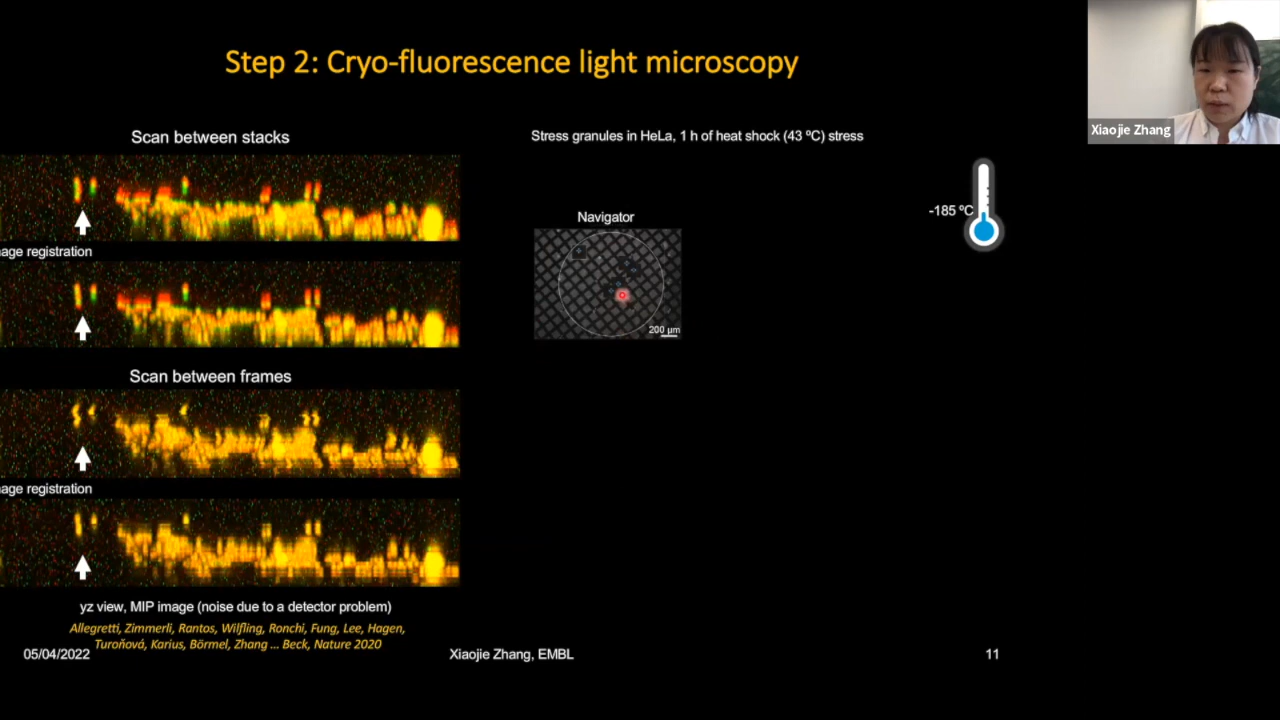 Step 2: Cryo-fluorescence light microscopy
Xiaojie Zhang
Scan between stacks
Stress granules in HeLa, 1 h of heat shock (43 ºC) stress
-185 ºC
Navigator
200 µm
age registration
Scan between frames
age registration
yz view, MIP image (noise due to a detector problem)
Allegretti, Zimmerli, Rantos, Wilfling, Ronchi, Fung, Lee, Hagen,
Turoňová, Karius, Börmel, Zhang ... Beck, Nature 2020
05/04/2022
Xiaojie Zhang, EMBL
11